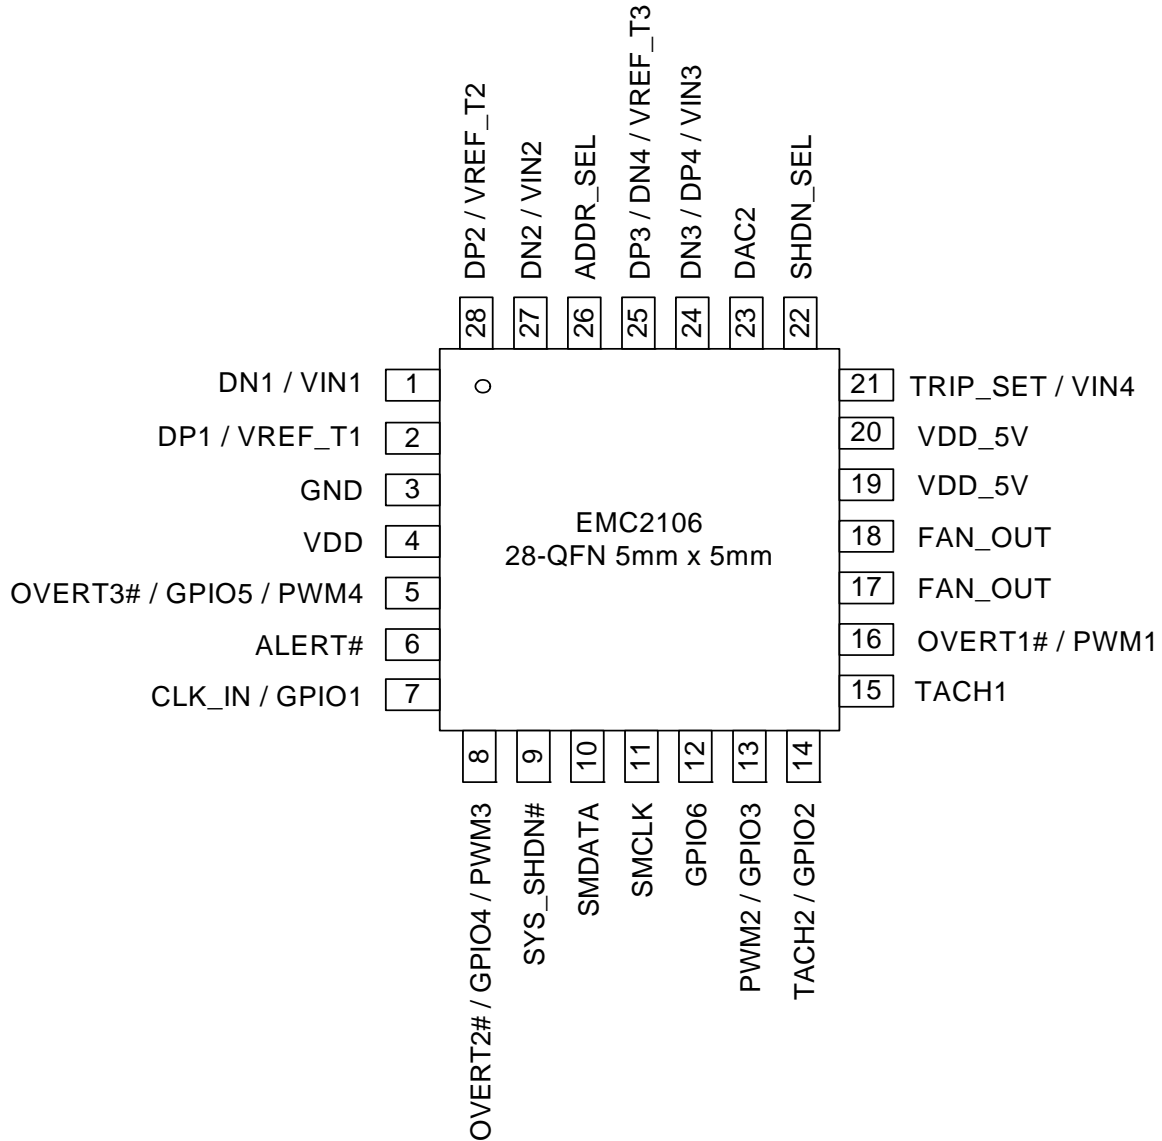 DP2 / VREF_T2
DN2 / VIN2
ADDR_SEL
DP3 / DN4 / VREF_T3
DN3 / DP4 / VIN3
DAC2
SHDN_SEL
28
27
26
25
24
23
22
DN1 / VIN1
1
DP1 / VREF_T1
2
GND
3
VDD
4
OVERT3# / GPIO5 / PWM4
5
ALERT#
6
CLK_IN / GPIO1
7
EMC2106
28-QFN 5mm x 5mm
21
TRIP_SET / VIN4
20
VDD_5V
19
VDD_5V
18
FAN_OUT
17
FAN_OUT
16
OVERT1# / PWM1
15
TACH1
8
9
10
11
12
13
14
OVERT2# / GPIO4 / PWM3
SYS_SHDN#
SMDATA
SMCLK
GPIO6
PWM2 / GPIO3
TACH2 / GPIO2